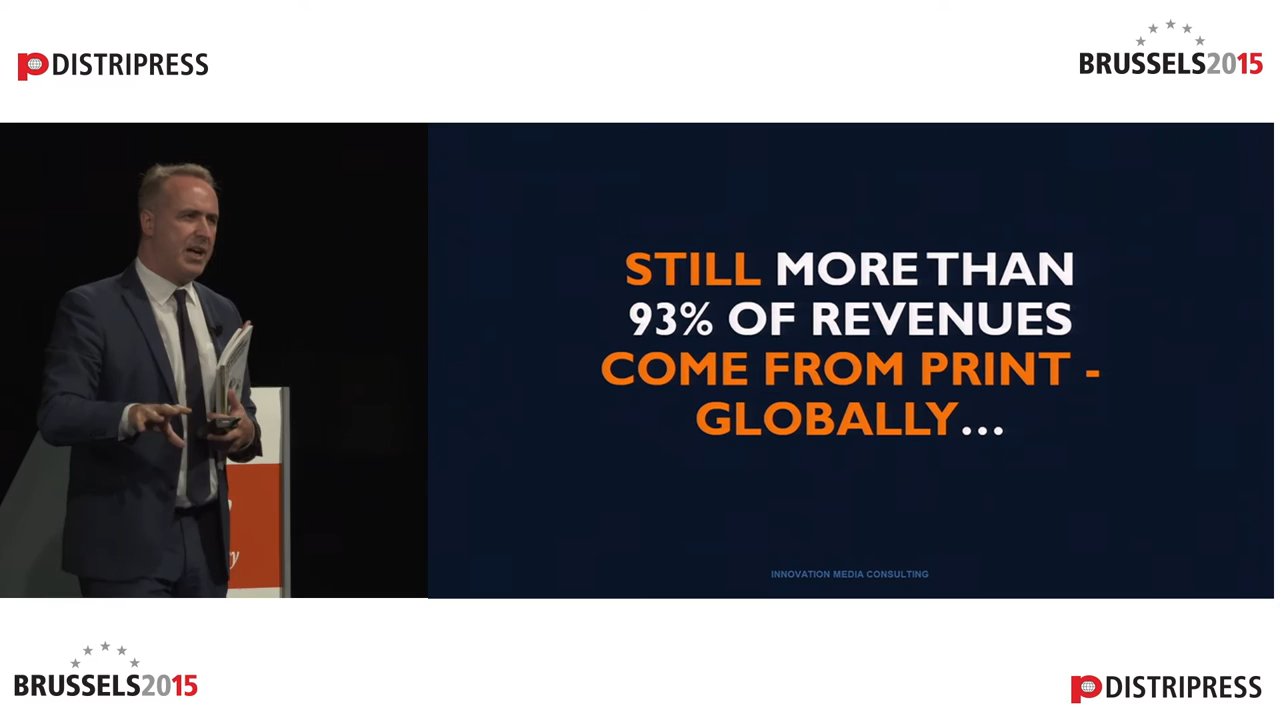 DISTRIPRESS
BRUSSELS2015
STILL MORE THAN
93% OF REVENUES
COME FROM PRINT -
GLOBALLY...
INNOVATION MEDIA CONSULTING
BRUSSELS2015
DISTRIPRESS